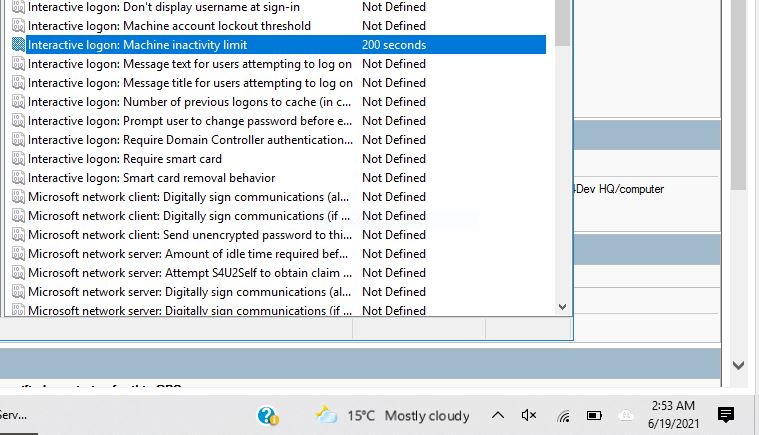 Interactive logon: Don't display username at sign-in Not Defined
Interactive logon: Machine account lockout threshold Not Defined
Interactive logon: Machine inactivity limit 200 seconds
Interactive logon: Message text for users attempting to log on Not Defined
Interactive logon: Message title for users attempting to log on Not Defined
Interactive logon: Number of previous logons to cache (in c... Not Defined
Interactive logon: Prompt user to change password before e... Not Defined
Interactive logon: Require Domain Controller authentication... Not Defined
Interactive logon: Require smart card Not Defined
Interactive logon: Smart card removal behavior Not Defined
Microsoft network client: Digitally sign communications (al... Not Defined
Dev HQ/computer
Microsoft network client: Digitally sign communications (if ... Not Defined
Microsoft network client: Send unencrypted password to thi... Not Defined
Microsoft network server: Amount of idle time required bef... Not Defined
Microsoft network server: Attempt S4U2Self to obtain claim ... Not Defined
Microsoft network server: Digitally sign communications (al... Not Defined
Microsoft network server: Digitally sign communications (if ... Not Defined
Serv... 15°C Mostly cloudy 2:53 AM
6/19/2021